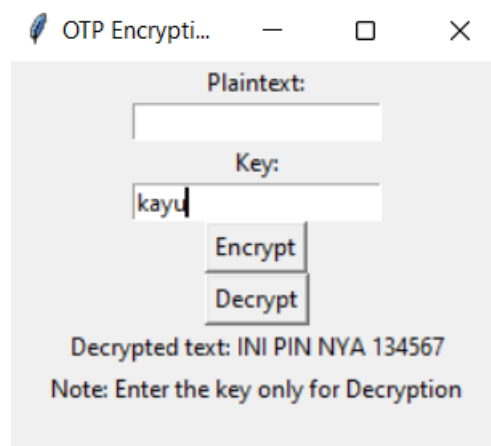 OTP Encrypti...
Plaintext:
Key:
kayu
Encrypt
Decrypt
Decrypted text: INI PIN NYA 134567
Note: Enter the key only for Decryption